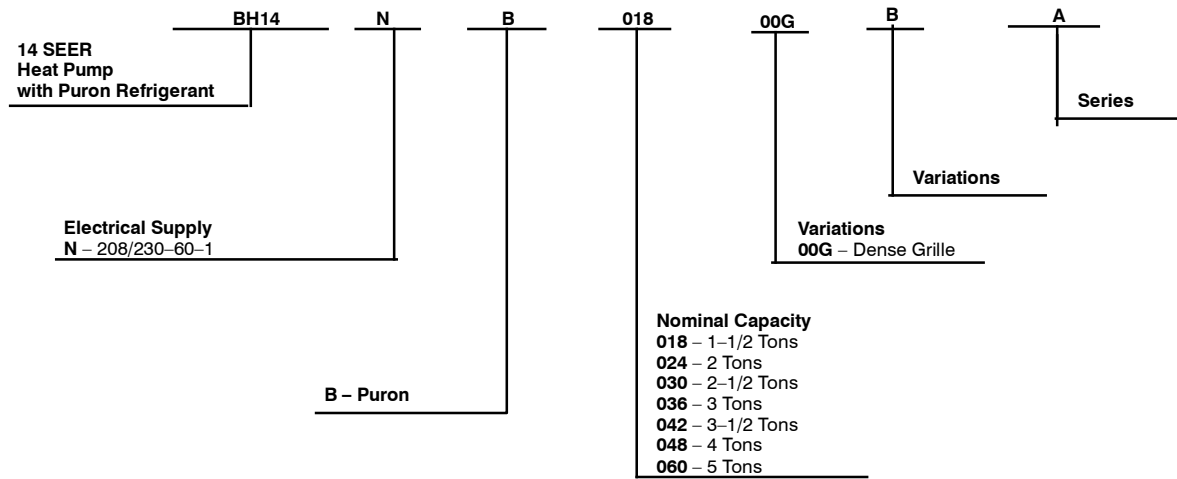 BH14 N B 018 00G B A
14 SEER
Heat Pump
with Puron Refrigerant
Series
Variations
Electrical Supply
N – 208/230–60–1
Variations
00G – Dense Grille
Nominal Capacity
018 – 1–1/2 Tons
024 – 2 Tons
030 – 2–1/2 Tons
036 – 3 Tons
042 – 3–1/2 Tons
048 – 4 Tons
060 – 5 Tons
B – Puron